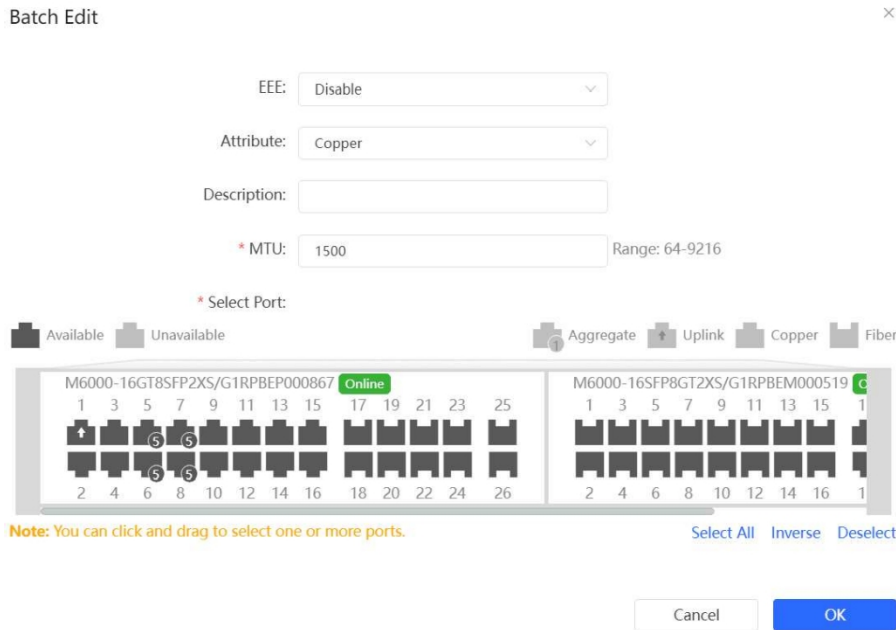 Batch Edit
EEE: Disable
Attribute: Copper
Description:
* MTU: 1500 Range: 64-9216
* Select Port:
Available Unavailable Aggregate 1 Uplink Copper Fiber
M6000-16GT8SFP2XS/G1RPBEP000867 Online M6000-16SFP8GT2XS/G1RPBEM000519
1 3 5 7 9 11 13 15 17 19 21 23 25 1 3 5 7 9 11 13 15
5 5
5 5
2 4 6 8 10 12 14 16 18 20 22 24 26 2 4 6 8 10 12 14 16
Note: You can click and drag to select one or more ports. Select All Inverse Deselect
Cancel OK